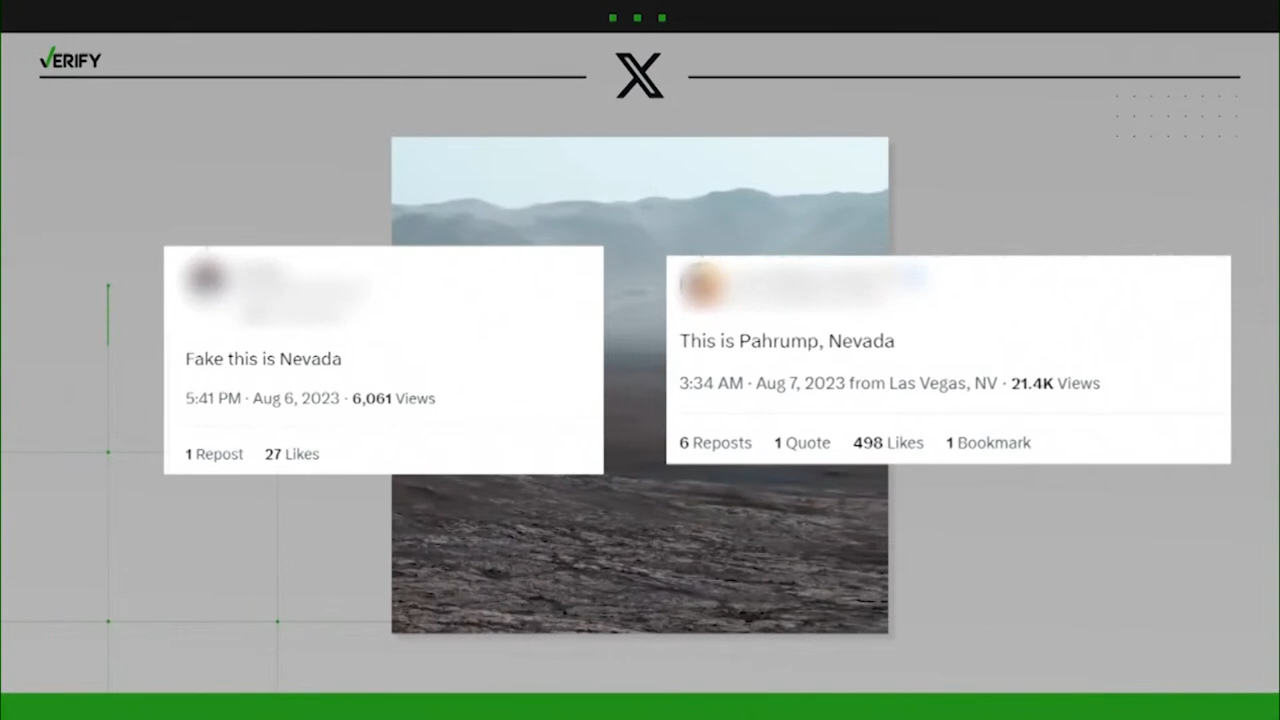 VERIFY
X
Fake this is Nevada
5:41 PM · Aug 6, 2023 · 6,061 Views
1 Repost 27 Likes
This is Pahrump, Nevada
3:34 AM · Aug 7, 2023 from Las Vegas, NV · 21.4K Views
6 Reposts 1 Quote 498 Likes 1 Bookmark